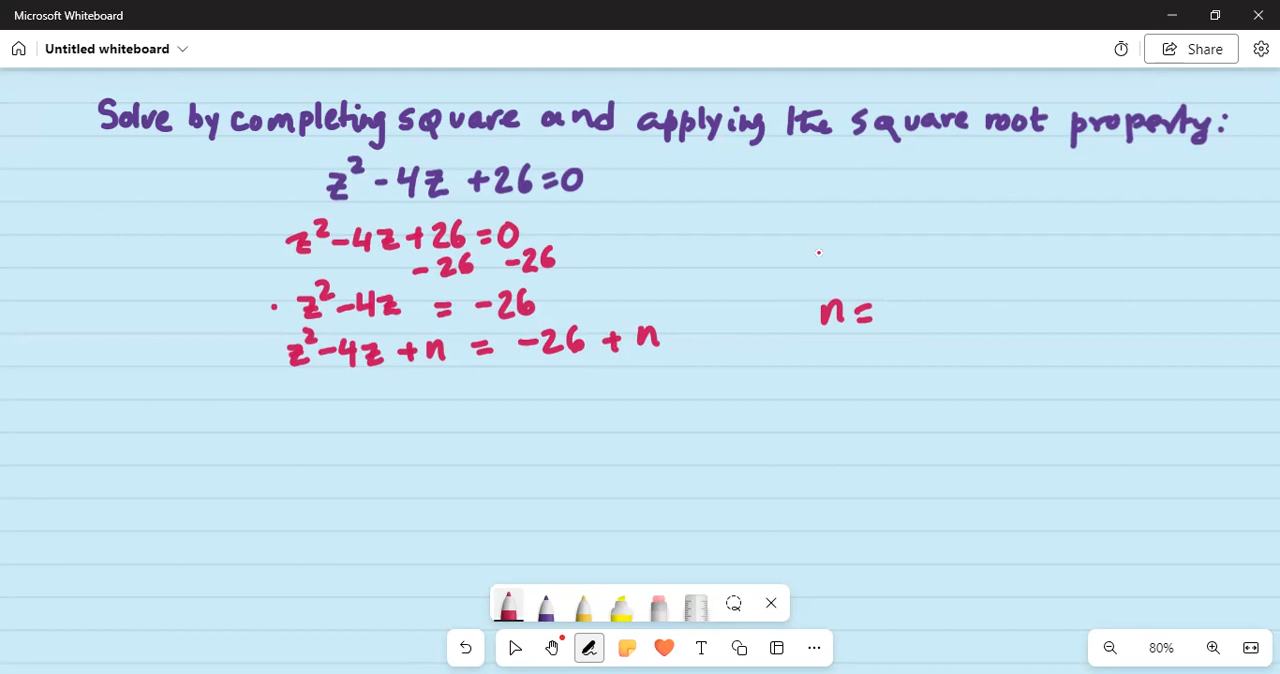 Microsoft Whiteboard
Untitled whiteboard
Share
Solve by completing square and applying the square root property:
z² - 4z + 26 = 0
z² - 4z + 26 = 0
- 26 - 26
z² - 4z = - 26
n =
z² - 4z + n = - 26 + n
T
80%